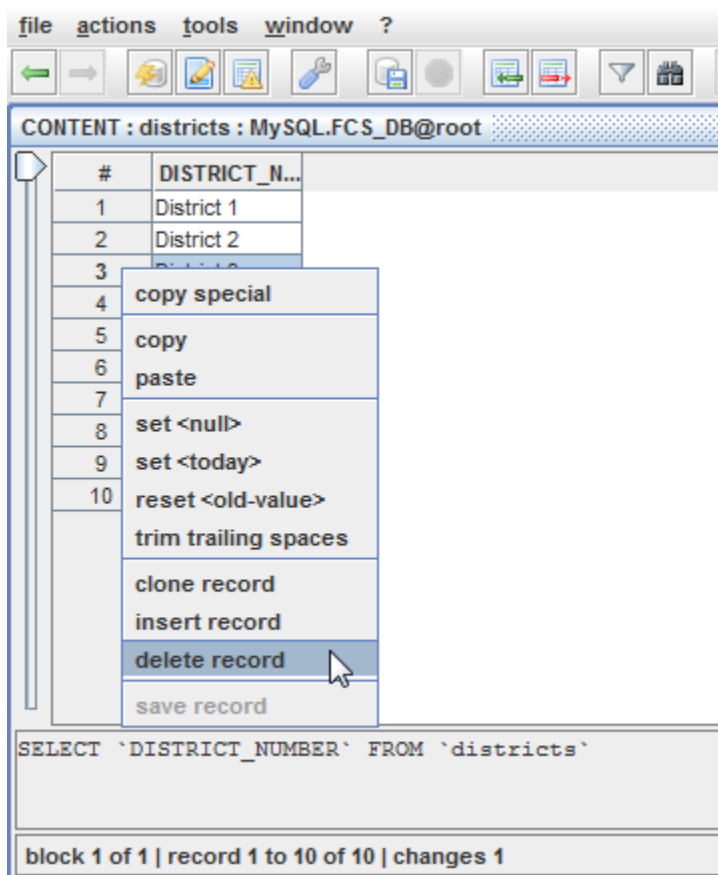 file actions tools window ?
CONTENT : districts : MySQL.FCS_DB@root
# DISTRICT_N...
1 District 1
2 District 2
3
4
5
6
7
8
9
10
copy special
copy
paste
set <null>
set <today>
reset <old-value>
trim trailing spaces
clone record
insert record
delete record
save record
SELECT `DISTRICT_NUMBER` FROM `districts`
block 1 of 1 | record 1 to 10 of 10 | changes 1